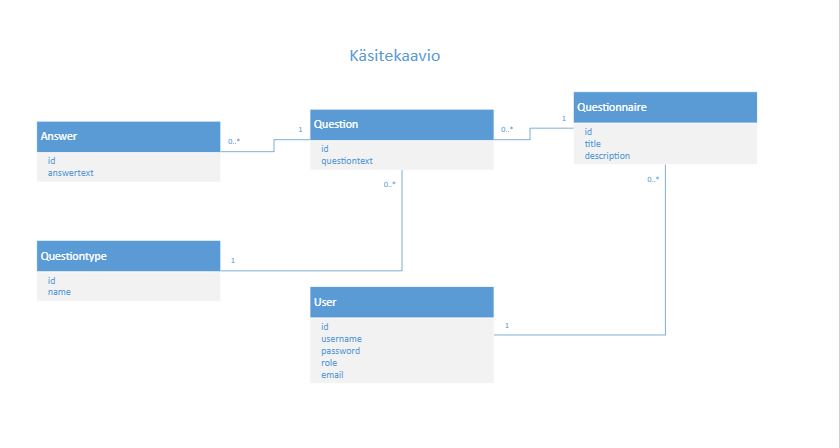 Käsitekaavio
Answer
id
answertext
0..*
1
Question
id
questiontext
0..*
1
Questionnaire
id
title
description
0..*
0..*
Questiontype
id
name
1
User
id
username
password
role
email
1